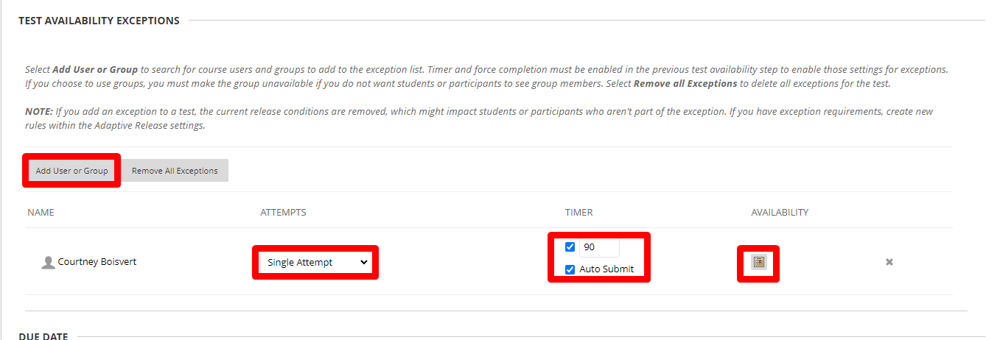 TEST AVAILABILITY EXCEPTIONS
Select Add User or Group to search for course users and groups to add to the exception list. Timer and force completion must be enabled in the previous test availability step to enable those settings for exceptions.
If you choose to use groups, you must make the group unavailable if you do not want students or participants to see group members. Select Remove all Exceptions to delete all exceptions for the test.
NOTE: If you add an exception to a test, the current release conditions are removed, which might impact students or participants who aren't part of the exception. If you have exception requirements, create new
rules within the Adaptive Release settings.
Add User or Group Remove All Exceptions
NAME ATTEMPTS TIMER AVAILABILITY
90
Courtney Boisvert Single Attempt
Auto Submit
DUE DATE